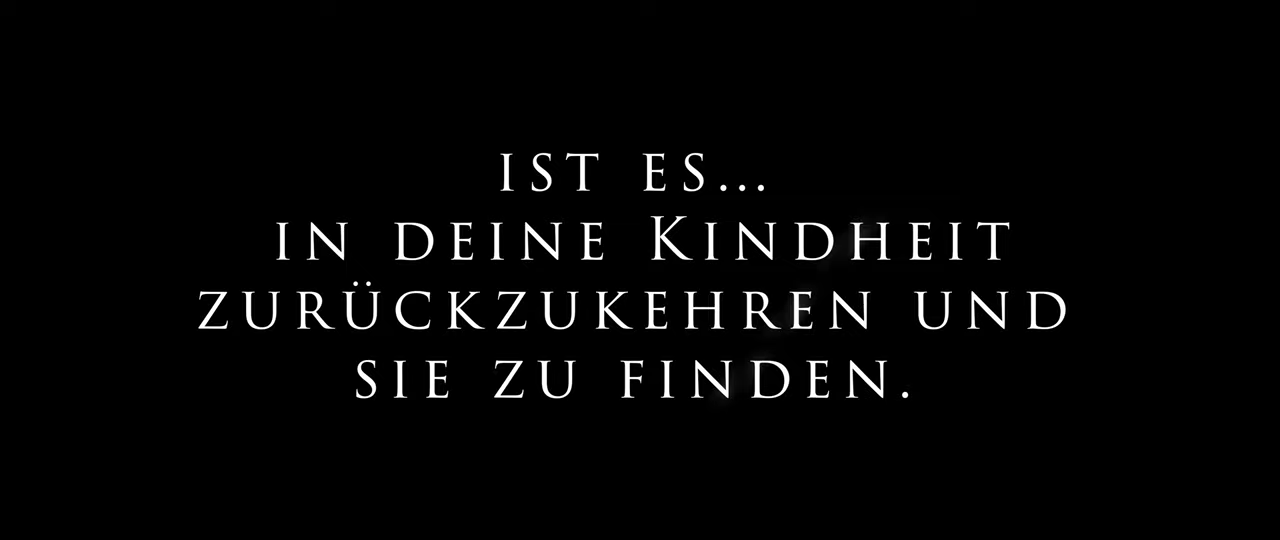 IST ES...
IN DEINE KINDHEIT
ZURÜCKZUKEHREN UND
SIE ZU FINDEN.